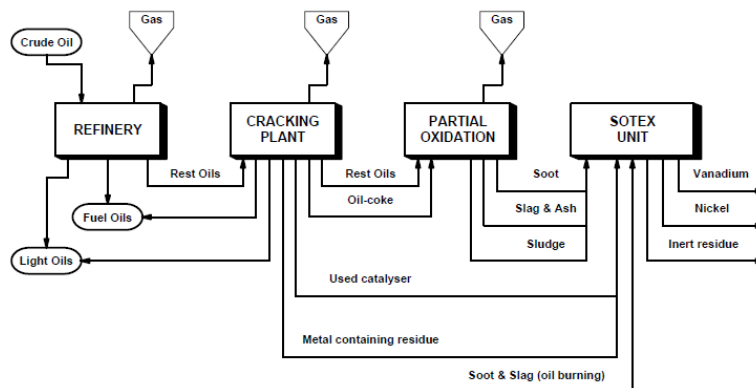 Gas
Gas
Gas
Crude Oil
REFINERY
CRACKING
PLANT
PARTIAL
OXIDATION
SOTEX
UNIT
Rest Oils
Rest Oils
Soot
Vanadium
Oil-coke
Fuel Oils
Slag & Ash
Nickel
Light Oils
Sludge
Inert residue
Used catalyser
Metal containing residue
Soot & Slag (oil burning)